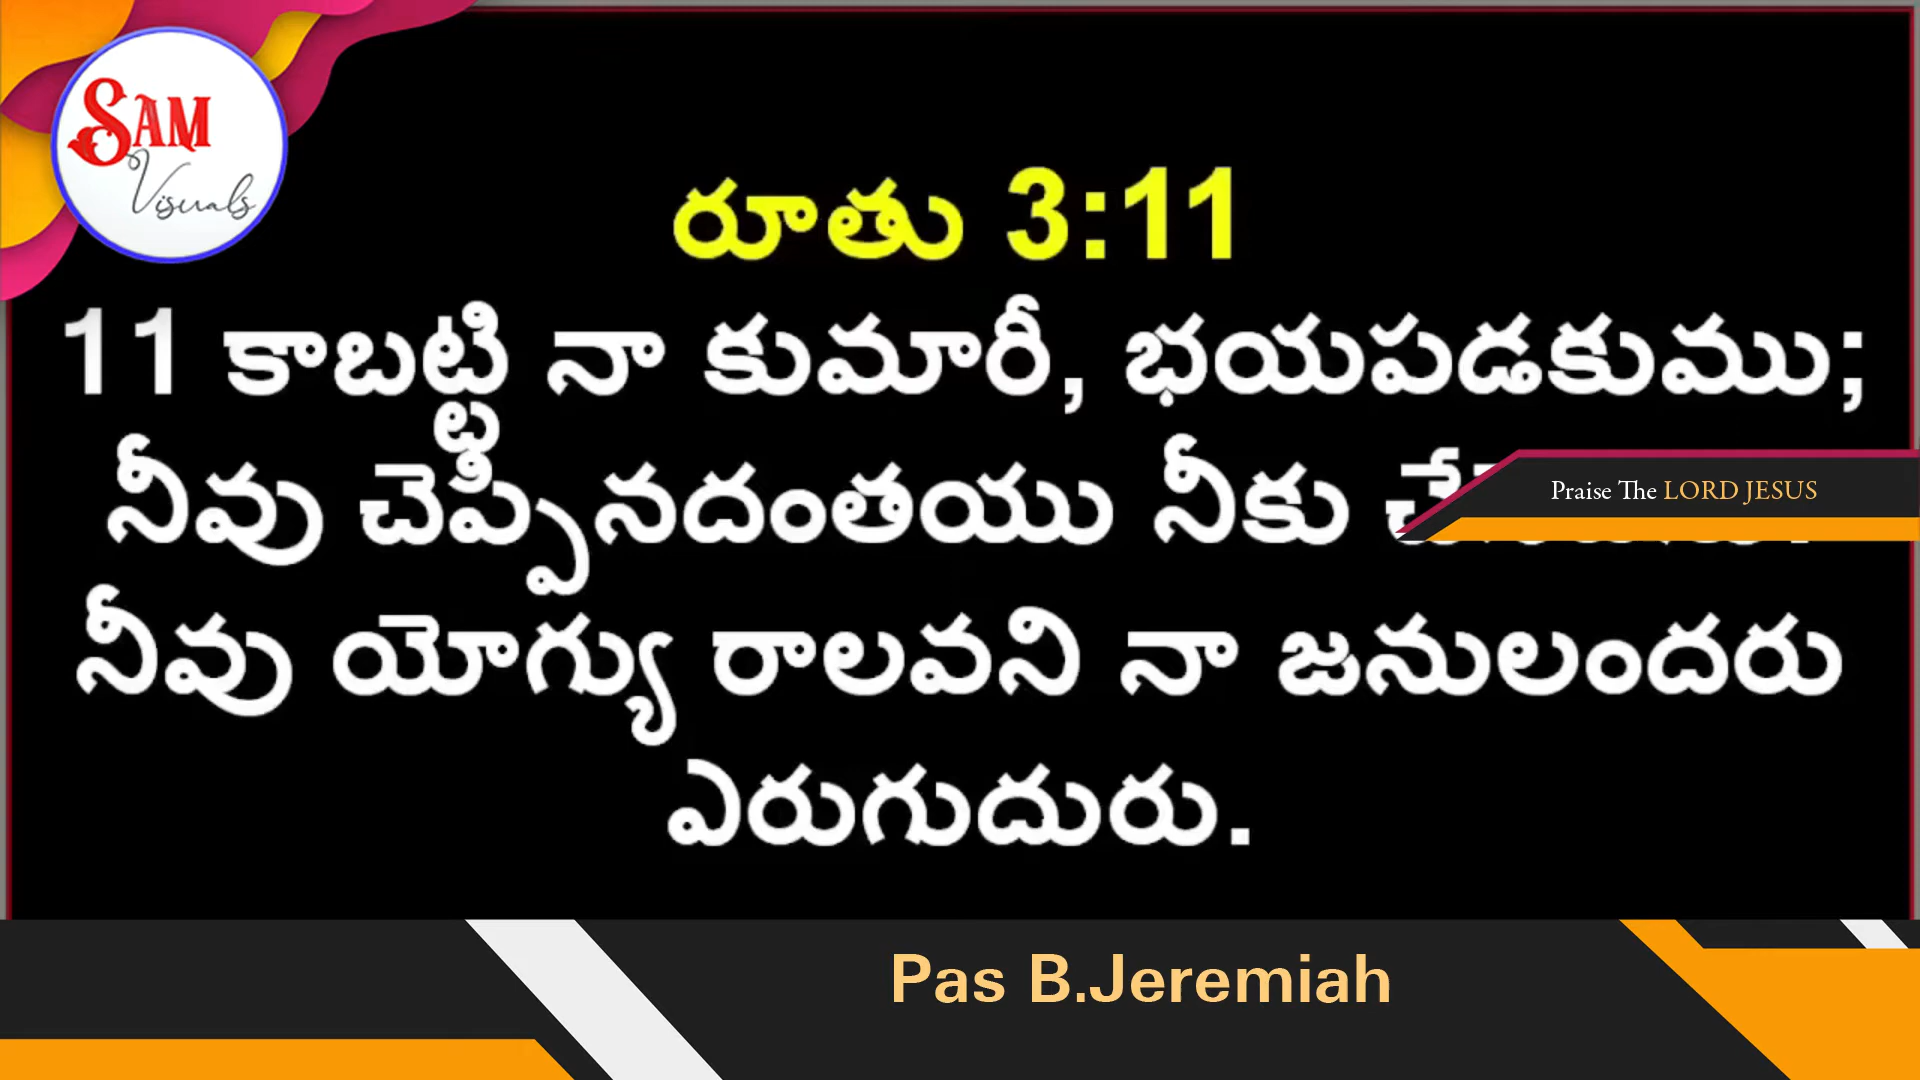 SAM
Visuals
రూతు 3:11
11 కాబట్టి నా కుమారీ, భయపడకుము;
నీవు చెప్పినదంతయు నీకు
Praise The LORD JESUS
నీవు యోగ్యు రాలవని నా జనులందరు
ఎరుగుదురు.
Pas B.Jeremiah